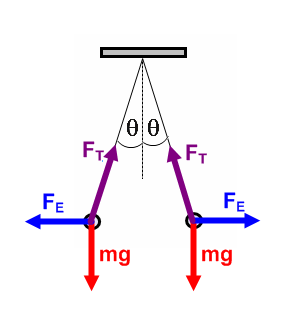 θ θ
F_T F_T
F_E F_E
mg mg